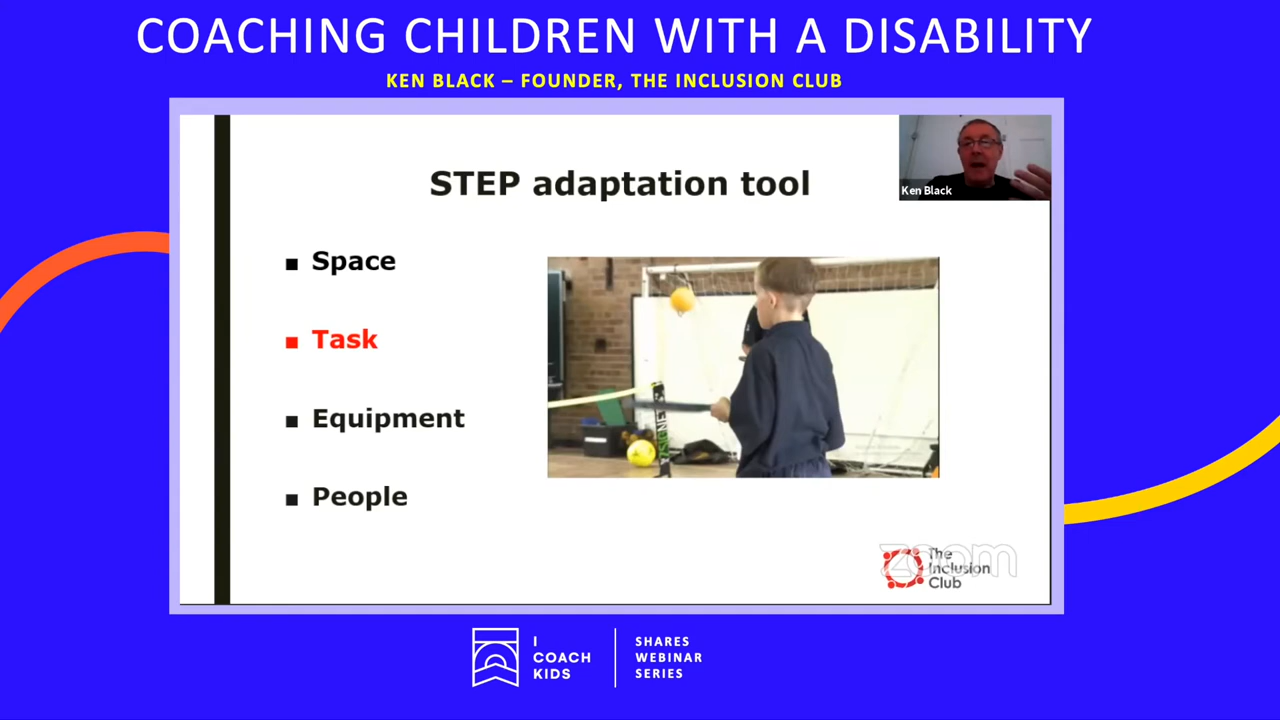 COACHING CHILDREN WITH A DISABILITY
KEN BLACK – FOUNDER, THE INCLUSION CLUB
Ken Black
STEP adaptation tool
Space
Task
Equipment
People
zoom
The
Inclusion
Club
I
COACH
KIDS
SHARES
WEBINAR
SERIES